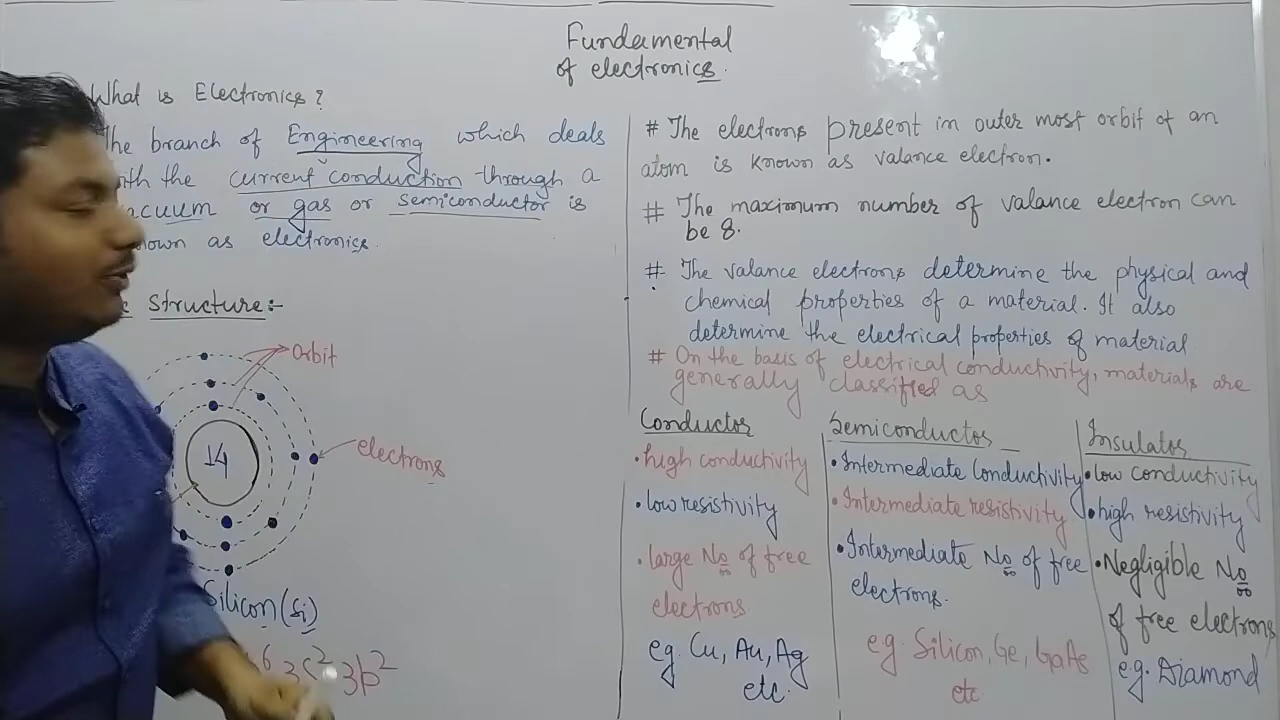 Fundamental
of electronics.
What is Electronics?
he branch of Engineering which deals
ith the current conduction through a
acuum or gas or semiconductor is
nown as electronics.
Structure:-
Orbit
14
electrons
Silicon(Si)
6 3s² 3p²
# The electrons present in outer most orbit of an
atom is known as valance electron.
# The maximum number of valance electron can
be 8.
# The valance electrons determine the physical and
chemical properties of a material. It also
determine the electrical properties of material
# On the basis of electrical conductivity, materials are
generally classified as
Conductor
• high conductivity
• low resistivity
• large No of free
electrons.
eg. Cu, Au, Ag
etc.
Semiconductor
• Intermediate Conductivity
• Intermediate resistivity
• Intermediate No of free
electrons.
e.g. Silicon, Ge, GaAs
etc
Insulator
• low conductivity
• high resistivity
• Negligible No
of free electrons
e.g. Diamond